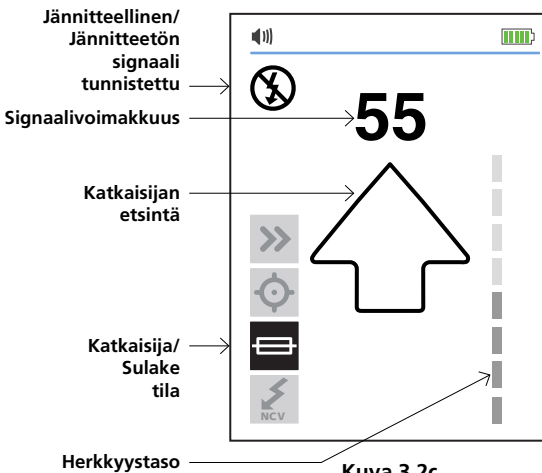 Jännitteellinen/
Jännitteetön
signaali
tunnistettu
55
Signaalivoimakkuus
Katkaisijan
etsintä
Katkaisija/
Sulake
tila
NCV
Herkkyystaso
Kuva 3.2c